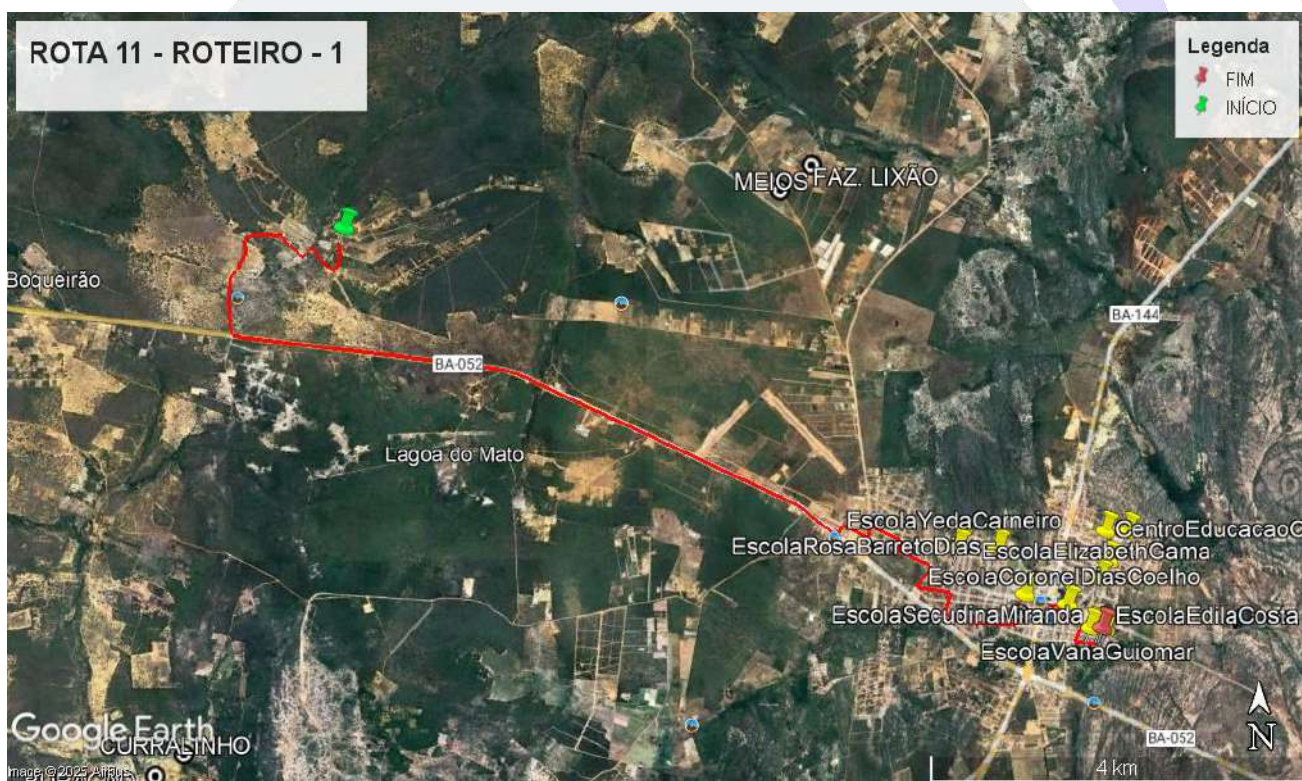 ROTA 11 - ROTEIRO - 1
Legenda
FIM
INÍCIO
MEIOS
FAZ. LIXÃO
Boqueirão
BA-144
BA-052
Lagoa do Mato
EscolaYedaCarneiro
CentroEducacaoC
EscolaRosaBarretoDias
EscolaElizabethGama
EscolaCoronelDiasCoelho
EscolaSecudinaMiranda
EscolaEdilaCosta
EscolaVanaGuiomar
Google Earth
CURRALINHO
BA-052
N
Image © 2025 Airbus
4 km